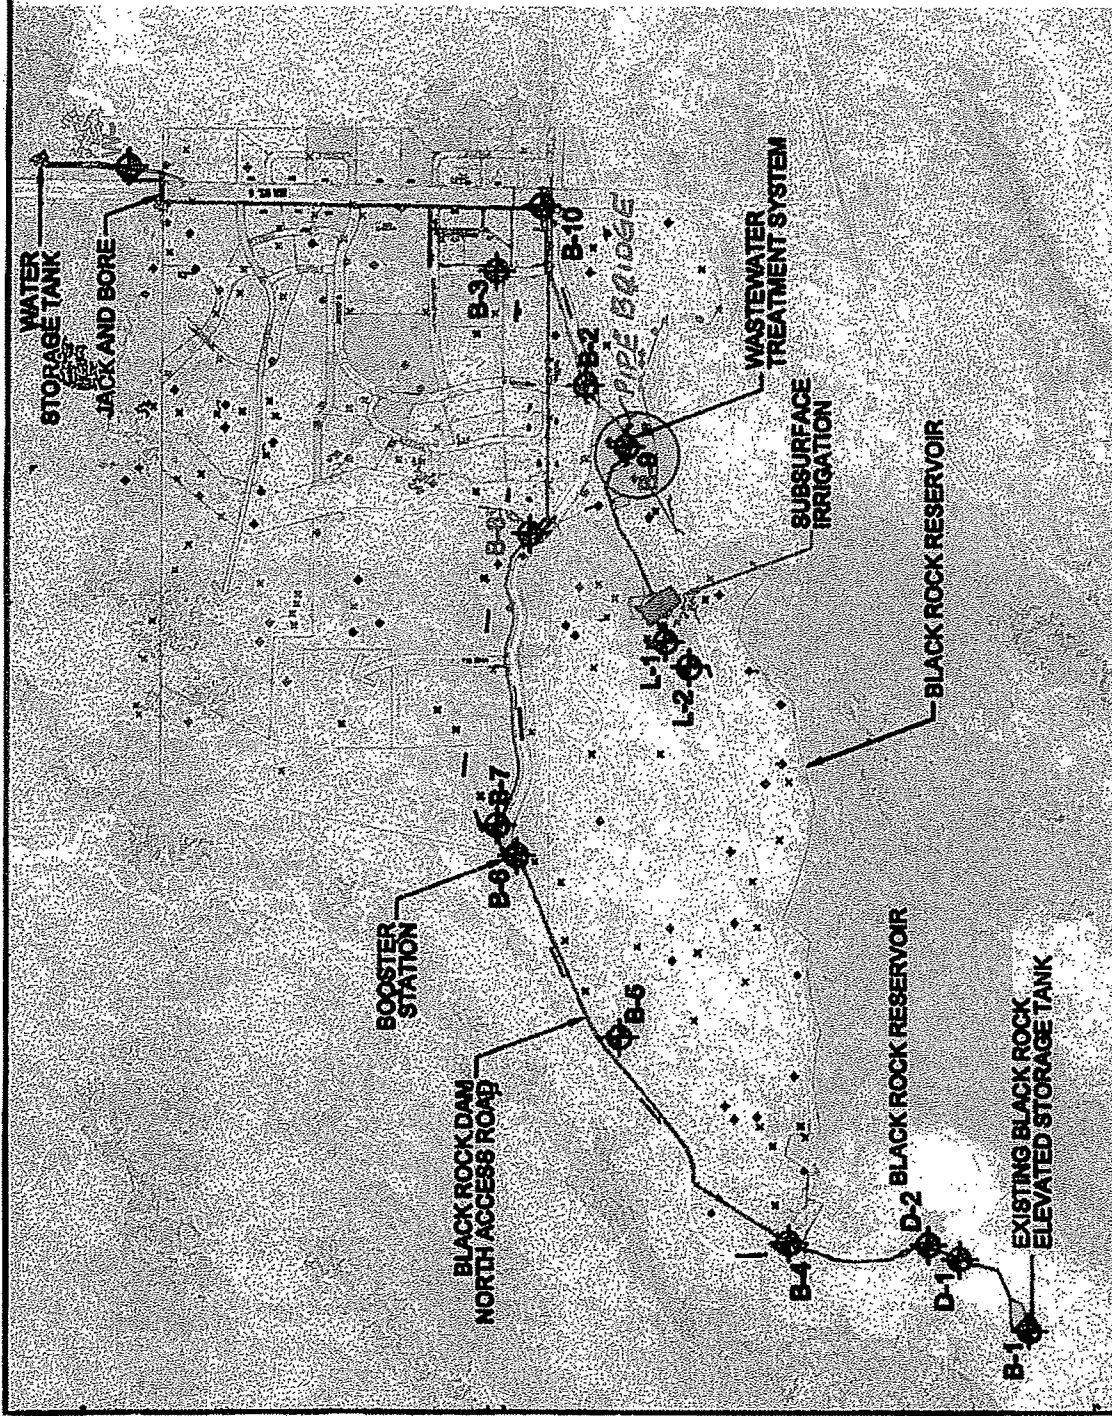 WATER
STORAGE TANK
JACK AND BORE
B-10
B-3
B-2
PIPE BRIDGE
WASTEWATER
TREATMENT SYSTEM
B-9
SUBSURFACE
IRRIGATION
L-1
L-2
BLACK ROCK RESERVOIR
B-7
B-6
BOOSTER
STATION
B-5
BLACK ROCK DAM
NORTH ACCESS ROAD
B-4
BLACK ROCK RESERVOIR
D-2
D-1
B-1
EXISTING BLACK ROCK
ELEVATED STORAGE TANK